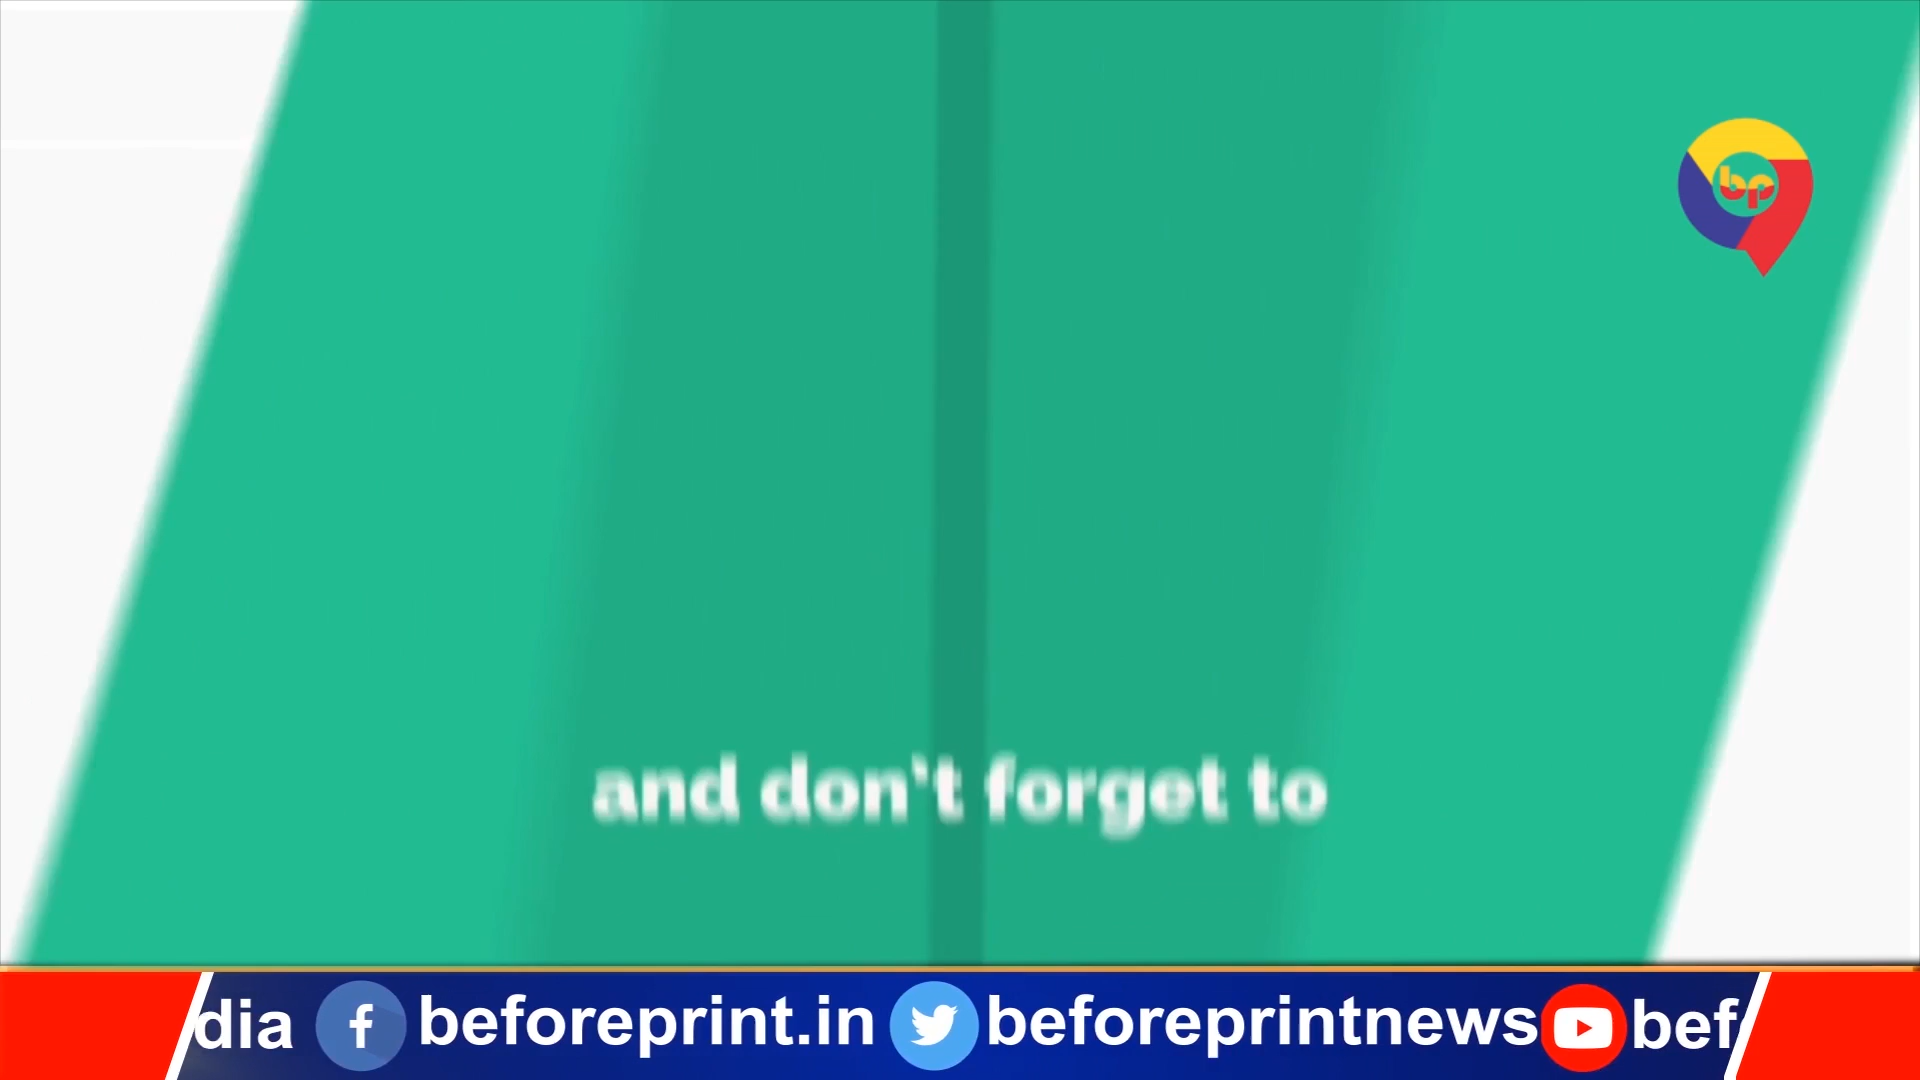 bp
and don't forget to
dia beforeprint.in beforeprintnews bef